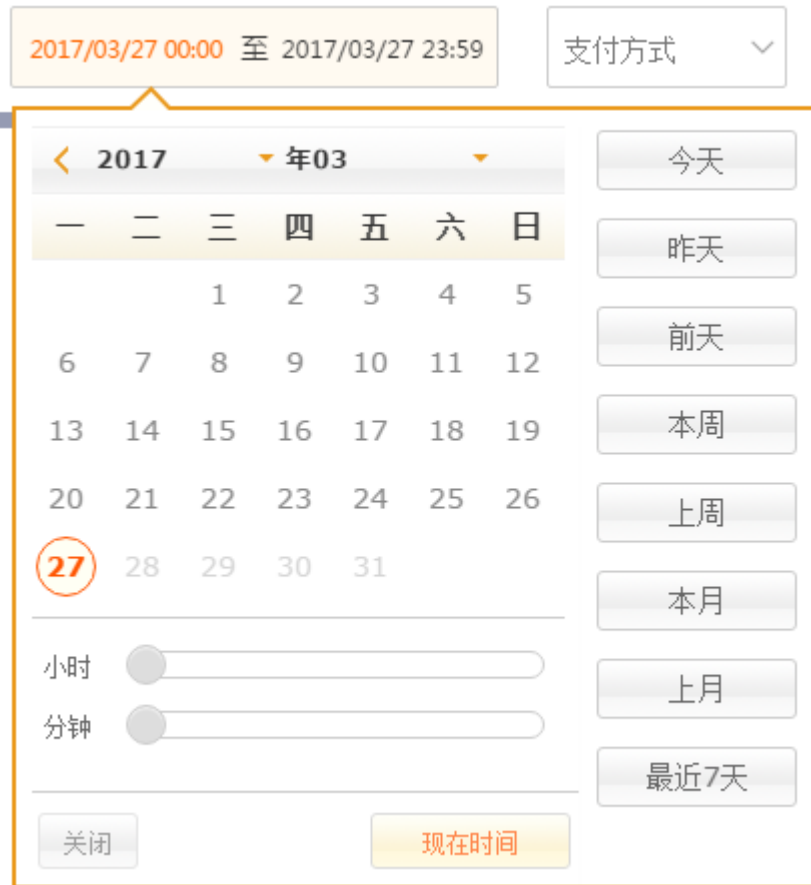 2017/03/27 00:00 至 2017/03/27 23:59 支付方式
2017 年03
一 二 三 四 五 六 日
1 2 3 4 5
6 7 8 9 10 11 12
13 14 15 16 17 18 19
20 21 22 23 24 25 26
27 28 29 30 31
小时
分钟
关闭 现在时间
今天
昨天
前天
本周
上周
本月
上月
最近7天